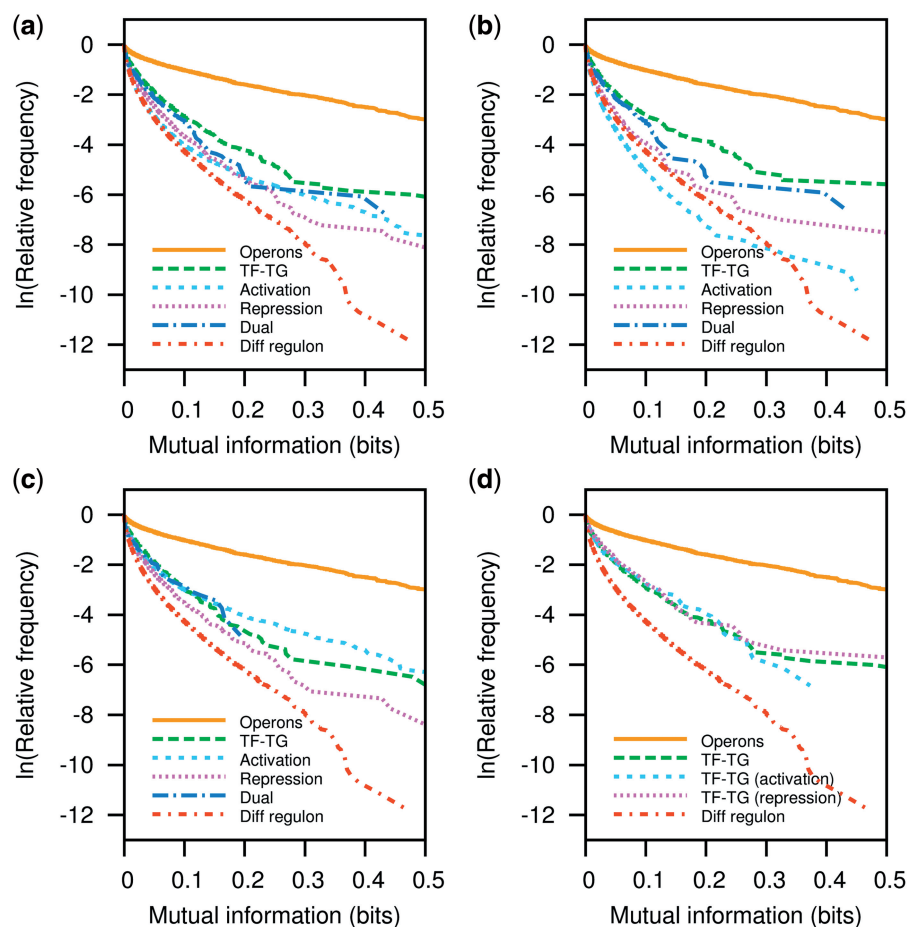 (a)
ln(Relative frequency)
0
-2
-4
-6
-8
-10
-12
Operons
TF-TG
Activation
Repression
Dual
Diff regulon
0 0.1 0.2 0.3 0.4 0.5
Mutual information (bits)
(b)
ln(Relative frequency)
0
-2
-4
-6
-8
-10
-12
Operons
TF-TG
Activation
Repression
Dual
Diff regulon
0 0.1 0.2 0.3 0.4 0.5
Mutual information (bits)
(c)
ln(Relative frequency)
0
-2
-4
-6
-8
-10
-12
Operons
TF-TG
Activation
Repression
Dual
Diff regulon
0 0.1 0.2 0.3 0.4 0.5
Mutual information (bits)
(d)
ln(Relative frequency)
0
-2
-4
-6
-8
-10
-12
Operons
TF-TG
TF-TG (activation)
TF-TG (repression)
Diff regulon
0 0.1 0.2 0.3 0.4 0.5
Mutual information (bits)